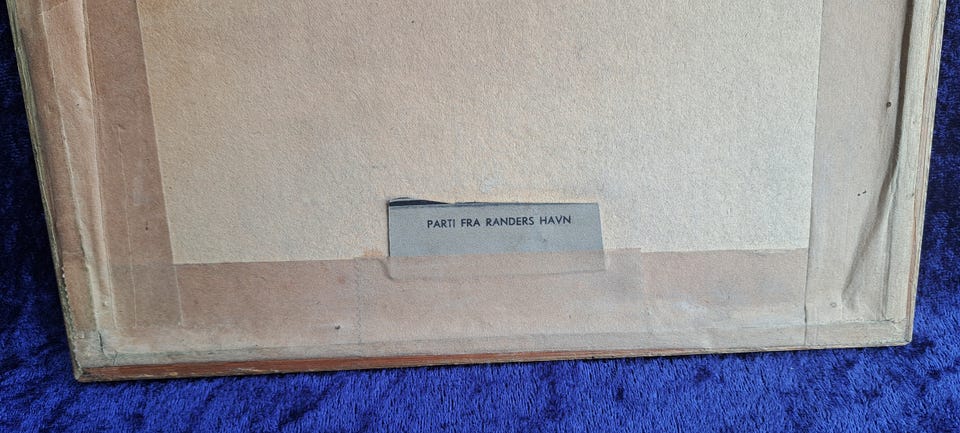 PARTI FRA RANDERS HAVN